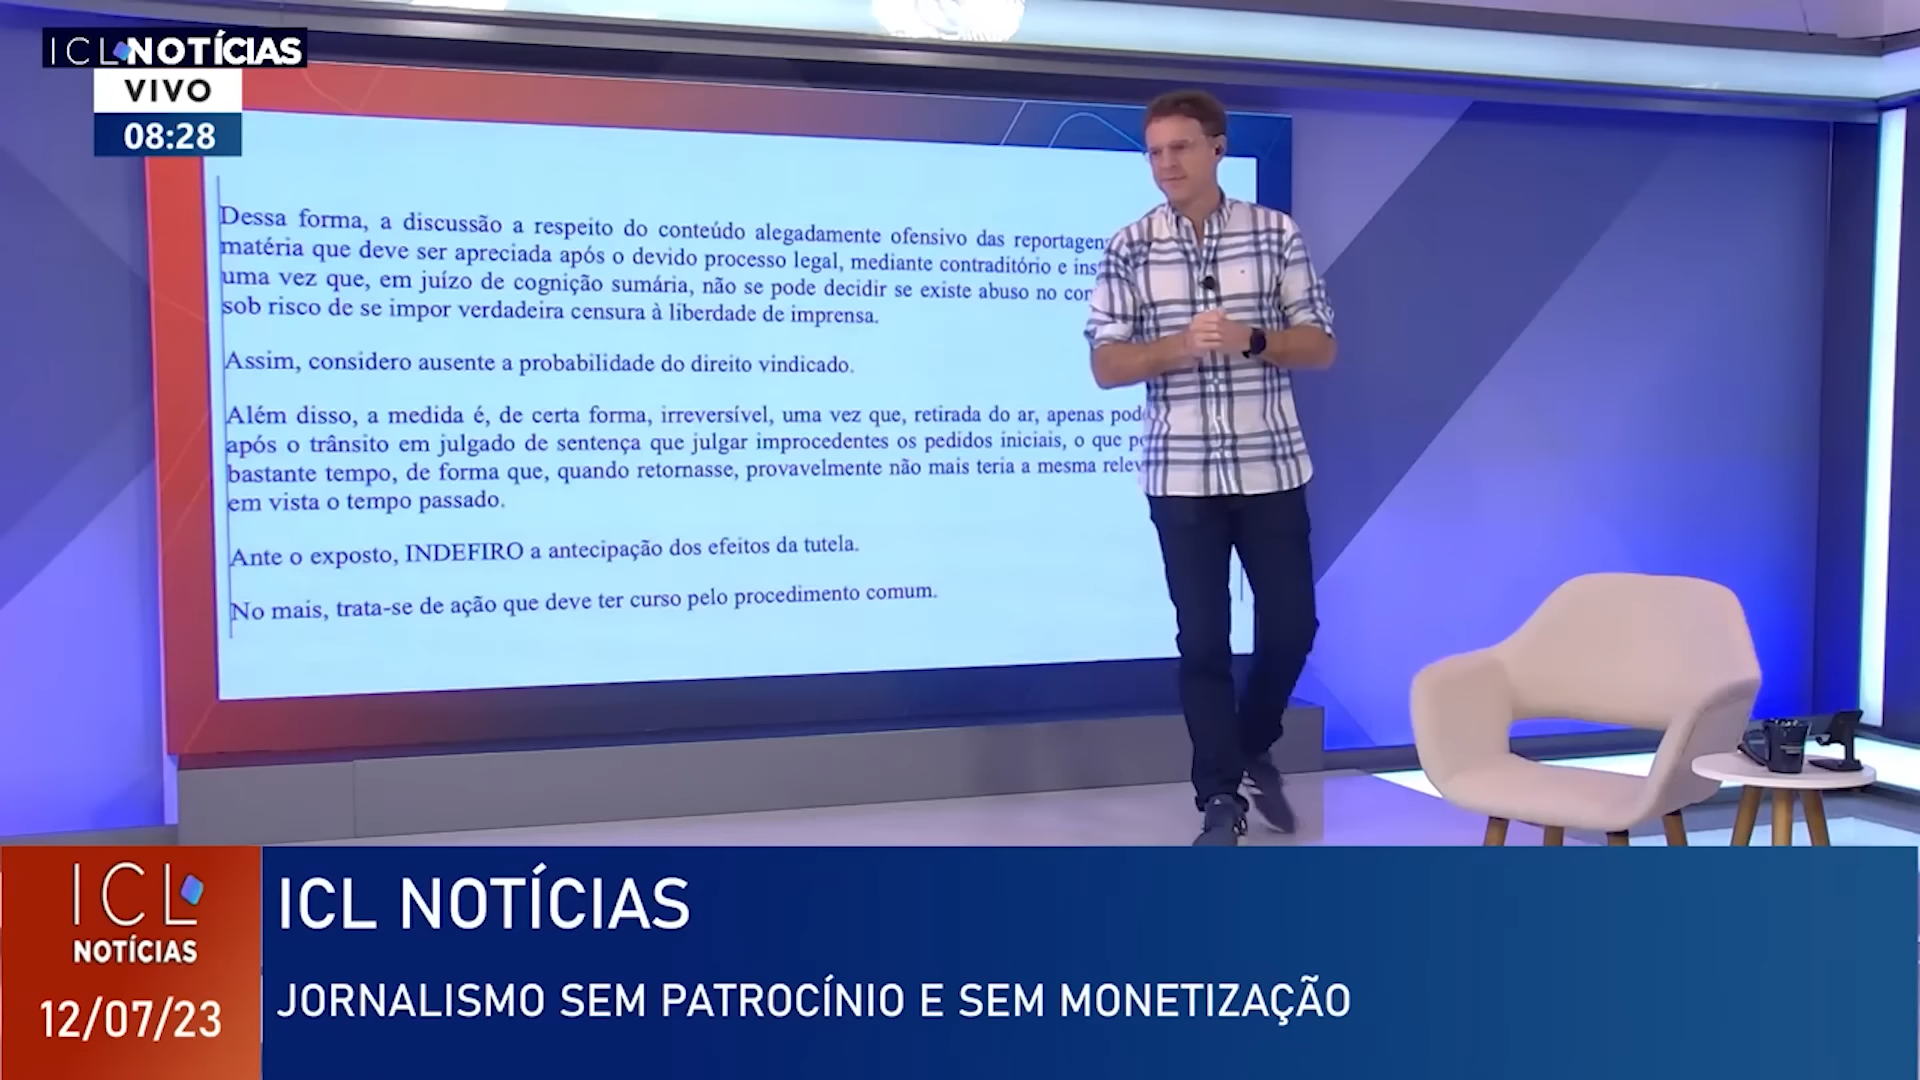 ICL NOTÍCIAS
VIVO
08:28
Dessa forma, a discussão a respeito do conteúdo alegadamente ofensivo das
matéria que deve ser apreciada após o devido processo legal, mediante contraditório e
uma vez que, em juízo de cognição sumária, não se pode decidir se existe abuso no
sob risco de se impor verdadeira censura à liberdade de imprensa.
Assim, considero ausente a probabilidade do direito vindicado.
Além disso, a medida é, de certa forma, irreversível, uma vez que, retirada do ar, apenas
após o trânsito em julgado de sentença que julgar improcedentes os pedidos iniciais, o que
bastante tempo, de forma que, quando retornasse, provavelmente não mais teria a mesma
em vista o tempo passado.
Ante o exposto, INDEFIRO a antecipação dos efeitos da tutela.
No mais, trata-se de ação que deve ter curso pelo procedimento comum.
ICL
NOTÍCIAS
12/07/23
ICL NOTÍCIAS
JORNALISMO SEM PATROCÍNIO E SEM MONETIZAÇÃO